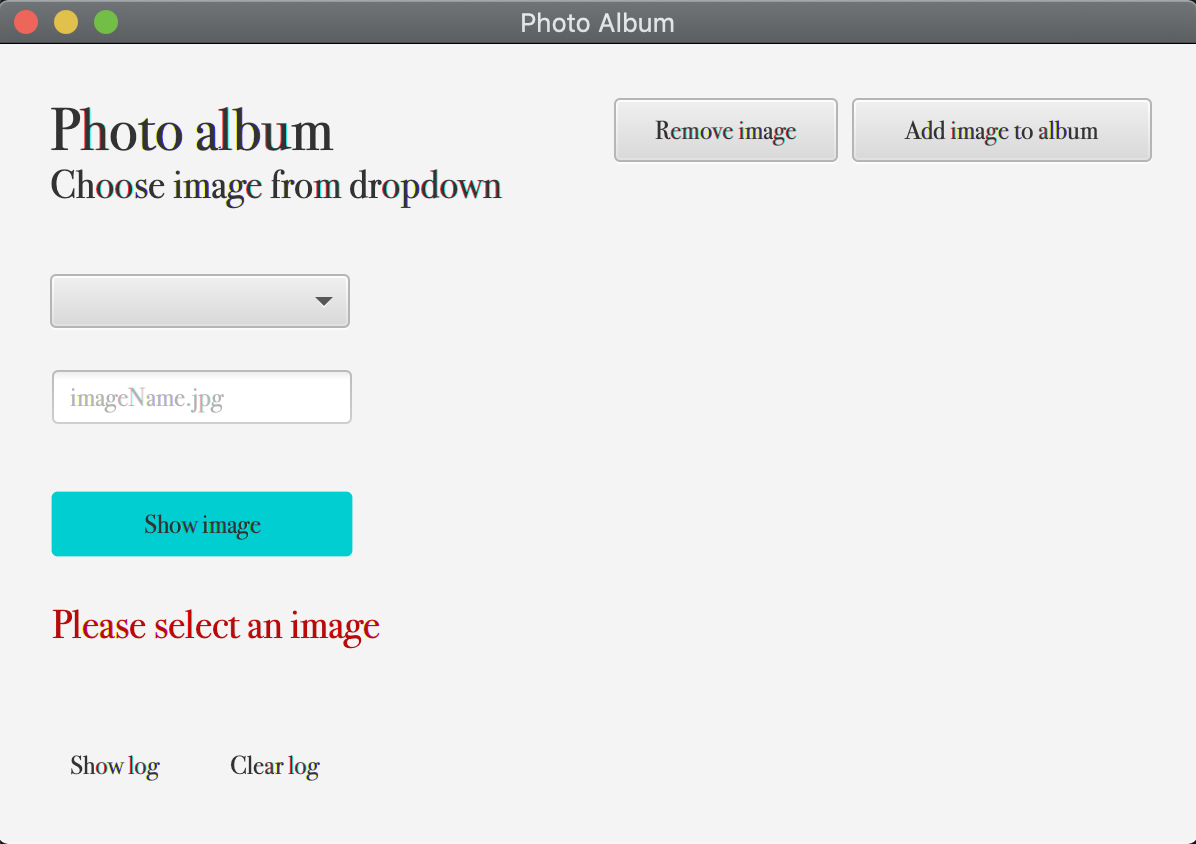 Photo Album
Photo album
Remove image
Add image to album
Choose image from dropdown
imageName.jpg
Show image
Please select an image
Show log
Clear log